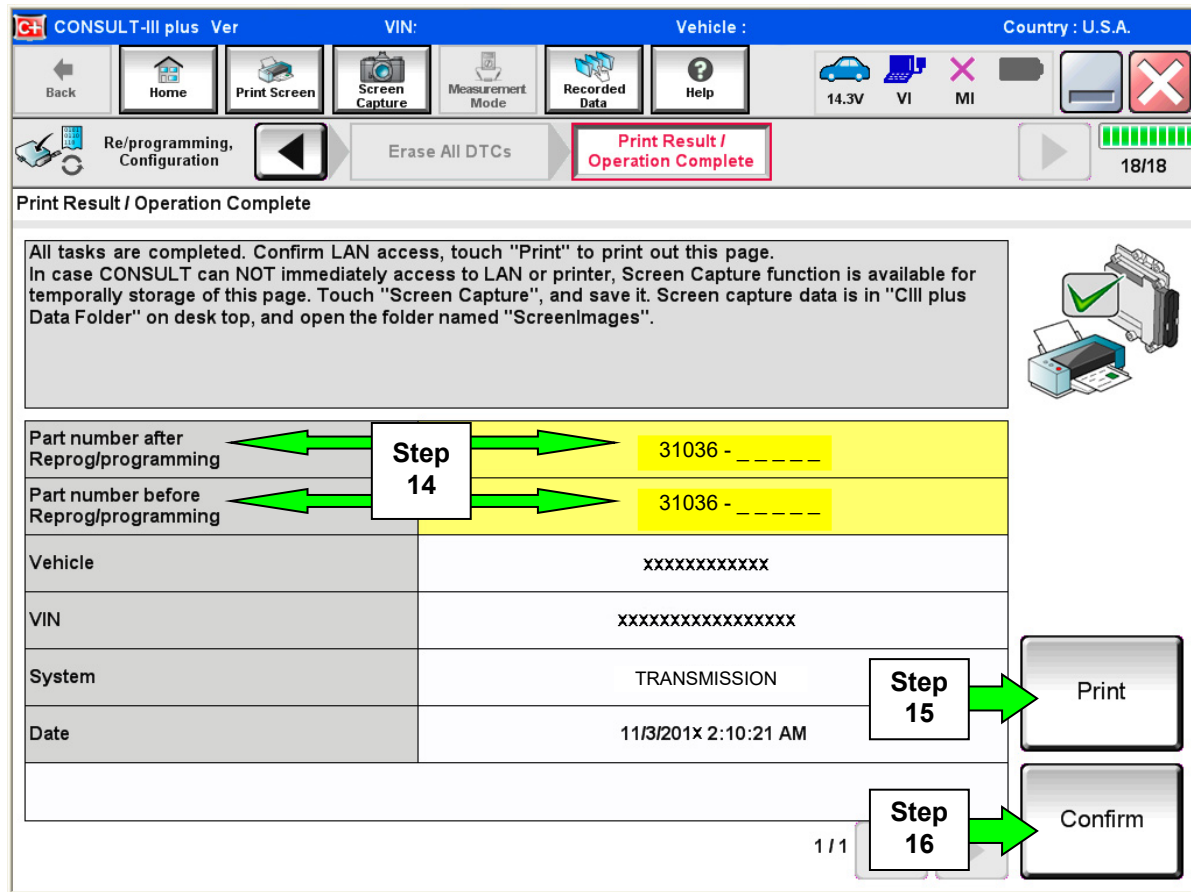 C+ CONSULT-III plus Ver VIN: Vehicle : Country : U.S.A.
Back
Home
Print Screen
Screen
Capture
Measurement
Mode
Recorded
Data
Help
14.3V
VI
MI
Re/programming,
Configuration
Erase All DTCs
Print Result /
Operation Complete
18/18
Print Result / Operation Complete
All tasks are completed. Confirm LAN access, touch "Print" to print out this page.
In case CONSULT can NOT immediately access to LAN or printer, Screen Capture function is available for
temporally storage of this page. Touch "Screen Capture", and save it. Screen capture data is in "CIII plus
Data Folder" on desk top, and open the folder named "ScreenImages".
Part number after
Reprog/programming
Step
14
31036 - _ _ _ _ _
Part number before
Reprog/programming
31036 - _ _ _ _ _
Vehicle
xxxxxxxxxxxx
VIN
xxxxxxxxxxxxxxxxx
System
TRANSMISSION
Step
15
Print
Date
11/3/201X 2:10:21 AM
Step
16
Confirm
1 / 1